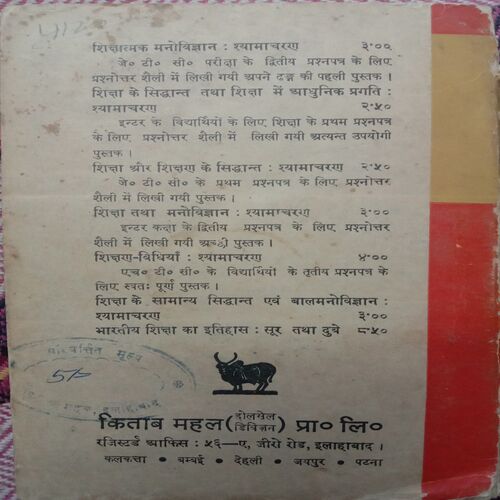 शिक्षात्मक मनोविज्ञान : श्यामाचरण ३·००
जे० टी० सी० परीक्षा के द्वितीय प्रश्नपत्र के लिए
प्रश्नोत्तर शैली में लिखी गयी अपने ढङ्ग की पहली पुस्तक ।
शिक्षा के सिद्धान्त तथा शिक्षा में आधुनिक प्रगति :
श्यामाचरण २·५०
इन्टर के विद्यार्थियों के लिए शिक्षा के प्रथम प्रश्नपत्र
के लिए प्रश्नोत्तर शैली में लिखी गयी अत्यन्त उपयोगी
पुस्तक ।
शिक्षा और शिक्षण के सिद्धान्त : श्यामाचरण २·५०
जे० टी० सी० के प्रथम प्रश्नपत्र के लिए प्रश्नोत्तर
शैली में लिखी गयी पुस्तक ।
शिक्षा तथा मनोविज्ञान : श्यामाचरण ३·००
इन्टर कक्षा के द्वितीय प्रश्नपत्र के लिए प्रश्नोत्तर
शैली में लिखी गयी अच्छी पुस्तक ।
शिक्षण-विधियाँ : श्यामाचरण ४·००
एच० टी० सी० के विद्यार्थियों के तृतीय प्रश्नपत्र के
लिए स्वतः पूर्ण पुस्तक ।
शिक्षा के सामान्य सिद्धान्त एवं बालमनोविज्ञान :
श्यामाचरण ३·००
भारतीय शिक्षा का इतिहास : सूर तथा दुबे ८·५०
परिवर्त्तित मूल्य
5/-
इलाहाबाद
किताब महल (होलसेल डिविज़न) प्रा० लि०
रजिस्टर्ड आफिस : ५६—ए, जीरो रोड, इलाहाबाद ।
कलकत्ता · बम्बई · देहली · जयपुर · पटना